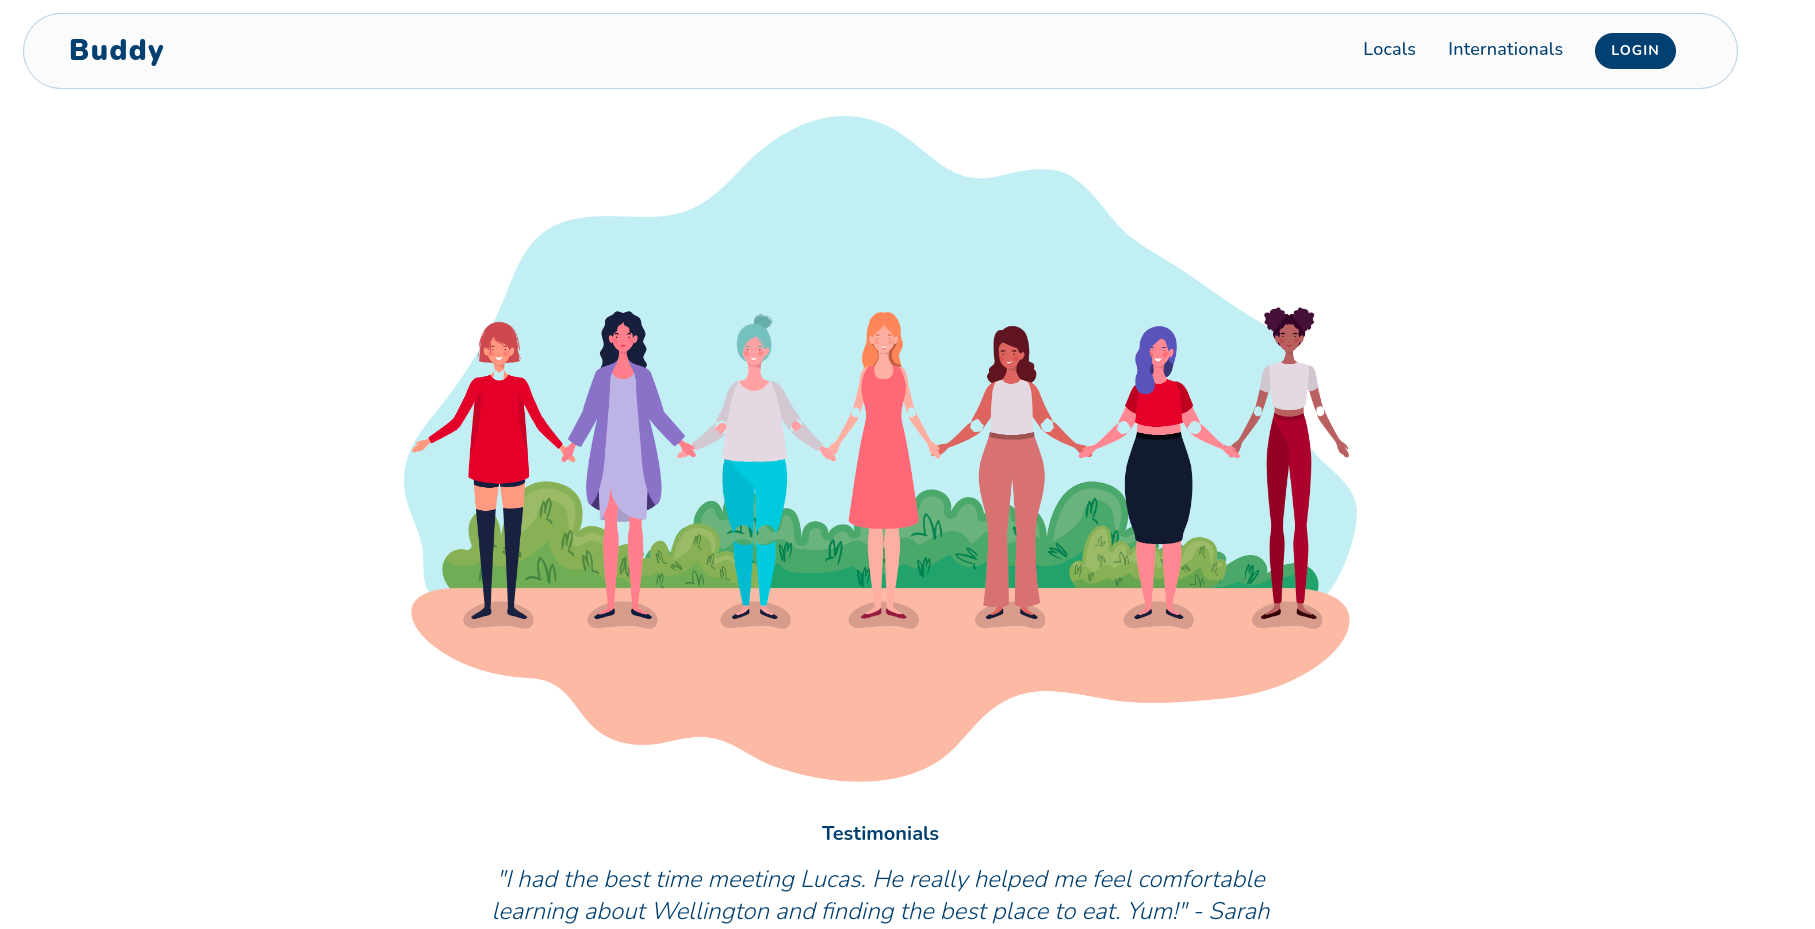 Buddy
Locals Internationals LOGIN
Testimonials
"I had the best time meeting Lucas. He really helped me feel comfortable
learning about Wellington and finding the best place to eat. Yum!" - Sarah